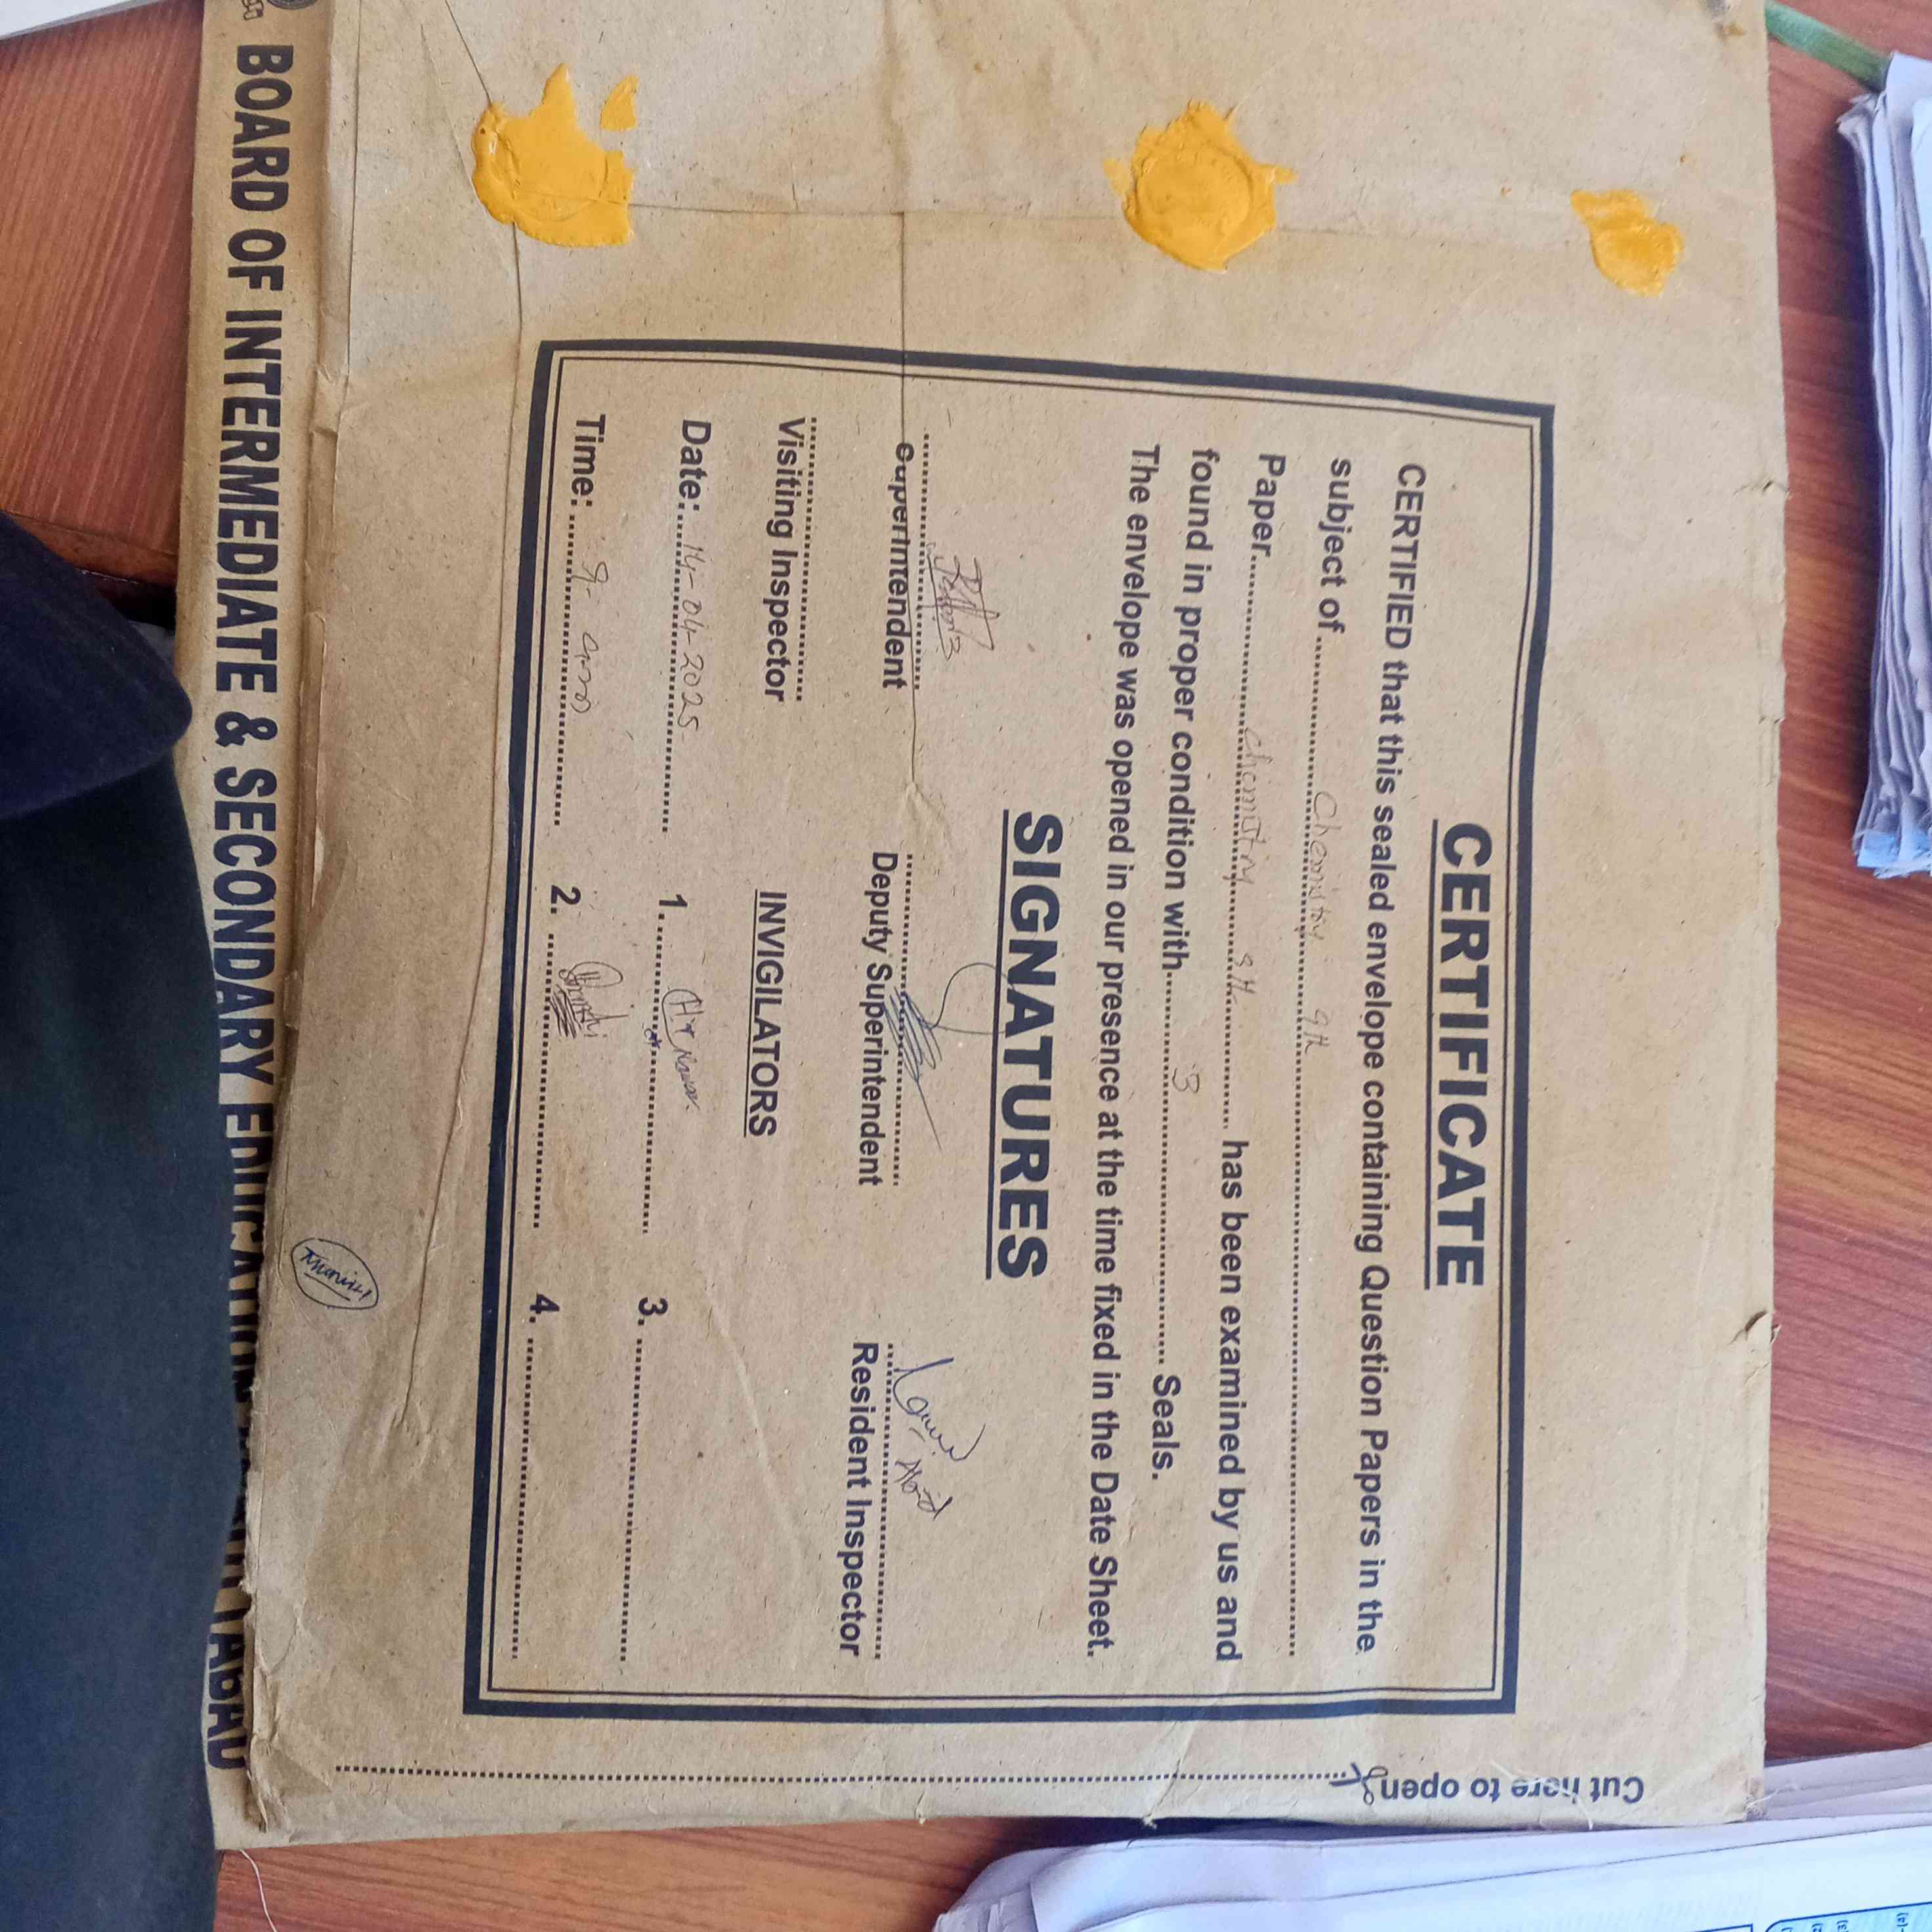 CERTIFICATE
CERTIFIED that this sealed envelope containing Question Papers in the
subject of ........ Chemistry 9th ........
Paper........ chemistry 9th ........ has been examined by us and
found in proper condition with........ 3 ........ Seals.
The envelope was opened in our presence at the time fixed in the Date Sheet.
SIGNATURES
Superintendent
Deputy Superintendent
Resident Inspector
Visiting Inspector
INVIGILATORS
Date: 14-04-2025
1.
3.
Time: 9- am
2.
4.
Cut here to open
BOARD OF INTERMEDIATE & SECONDARY EDUCATION